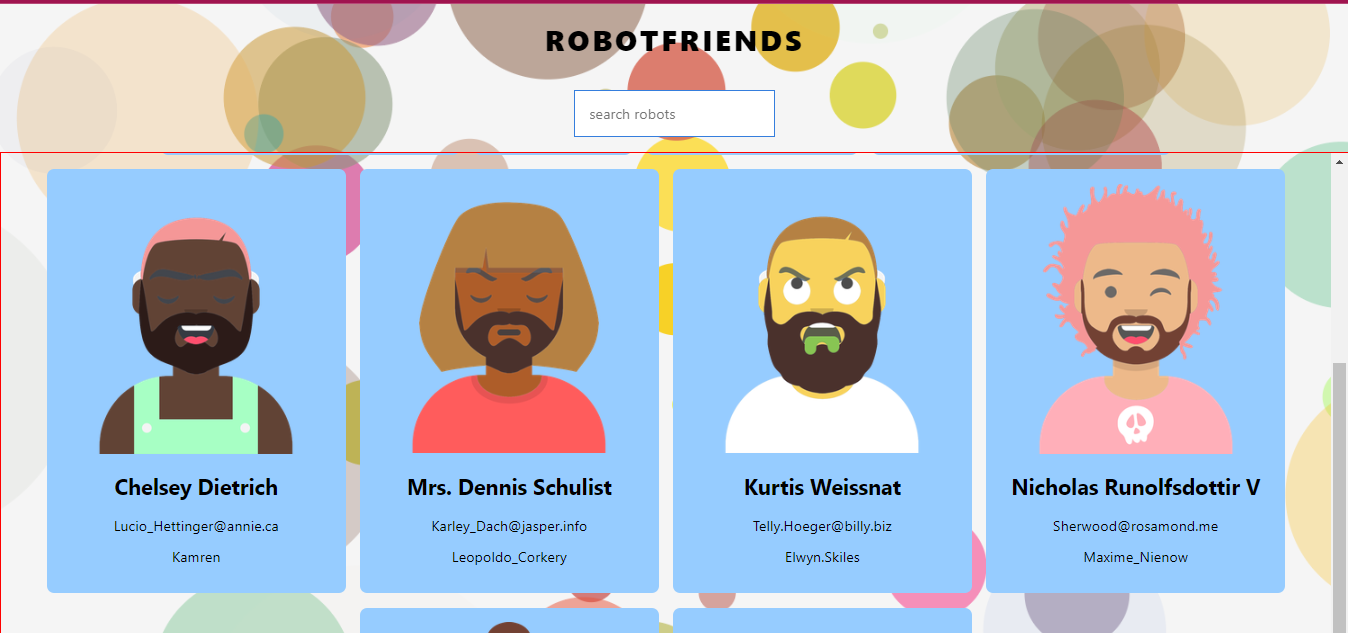 ROBOTFRIENDS
search robots
Chelsey Dietrich
Lucio_Hettinger@annie.ca
Kamren
Mrs. Dennis Schulist
Karley_Dach@jasper.info
Leopoldo_Corkery
Kurtis Weissnat
Telly.Hoeger@billy.biz
Elwyn.Skiles
Nicholas Runolfsdottir V
Sherwood@rosamond.me
Maxime_Nienow